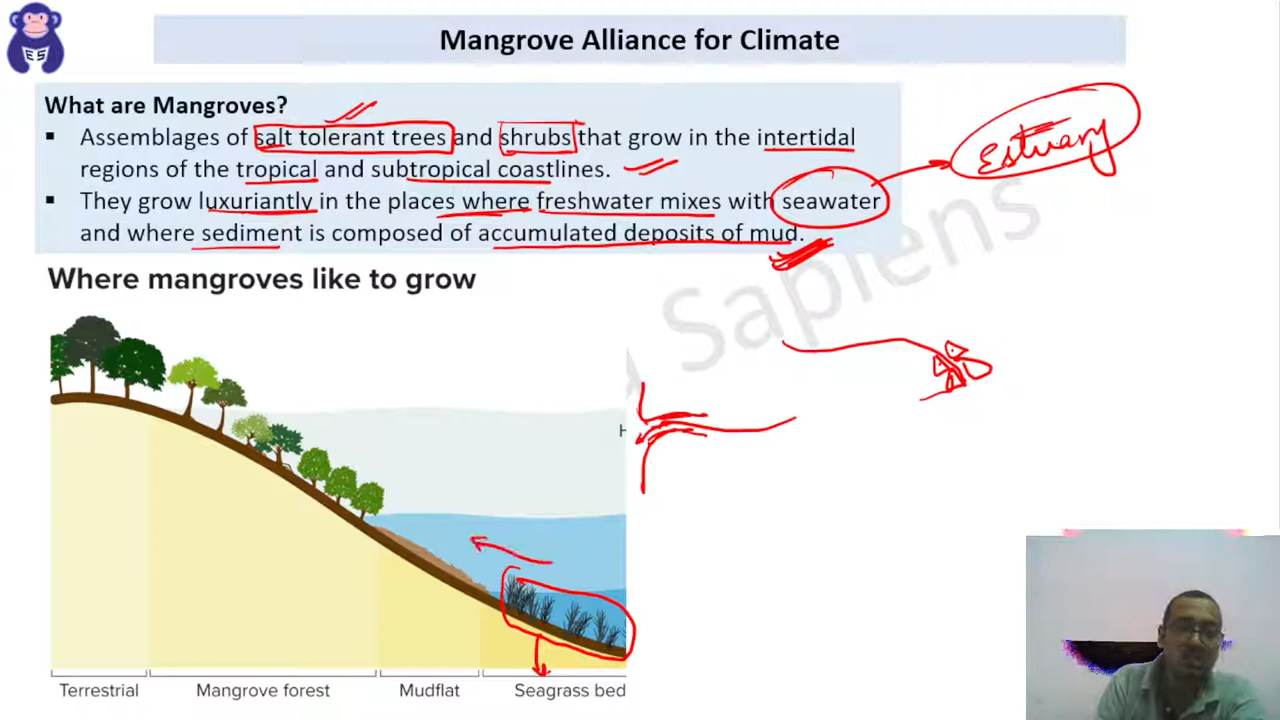 ES
Mangrove Alliance for Climate
What are Mangroves?
▪ Assemblages of salt tolerant trees and shrubs that grow in the intertidal
regions of the tropical and subtropical coastlines.
▪ They grow luxuriantly in the places where freshwater mixes with seawater
and where sediment is composed of accumulated deposits of mud.
Estuary
Sapiens
Where mangroves like to grow
H
Terrestrial
Mangrove forest
Mudflat
Seagrass bed